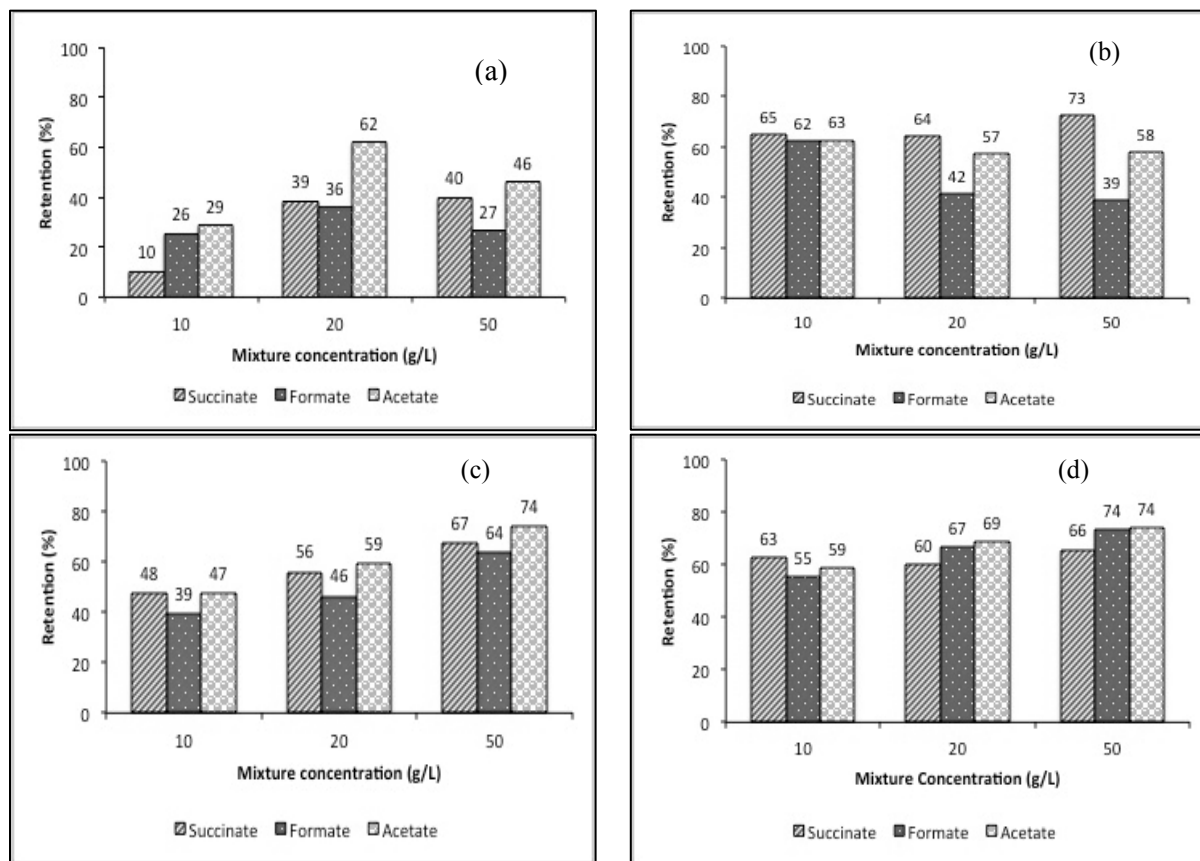 (a)
Retention (%)
100
80
60
40
20
0
10 26 29
39 36 62
40 27 46
10 20 50
Mixture concentration (g/L)
Succinate Formate Acetate
(b)
Retention (%)
100
80
60
40
20
0
65 62 63
64 42 57
73 39 58
10 20 50
Mixture concentration (g/L)
Succinate Formate Acetate
(c)
Retention (%)
100
80
60
40
20
0
48 39 47
56 46 59
67 64 74
10 20 50
Mixture concentration (g/L)
Succinate Formate Acetate
(d)
Retention (%)
100
80
60
40
20
0
63 55 59
60 67 69
66 74 74
10 20 50
Mixture Concentration (g/L)
Succinate Formate Acetate